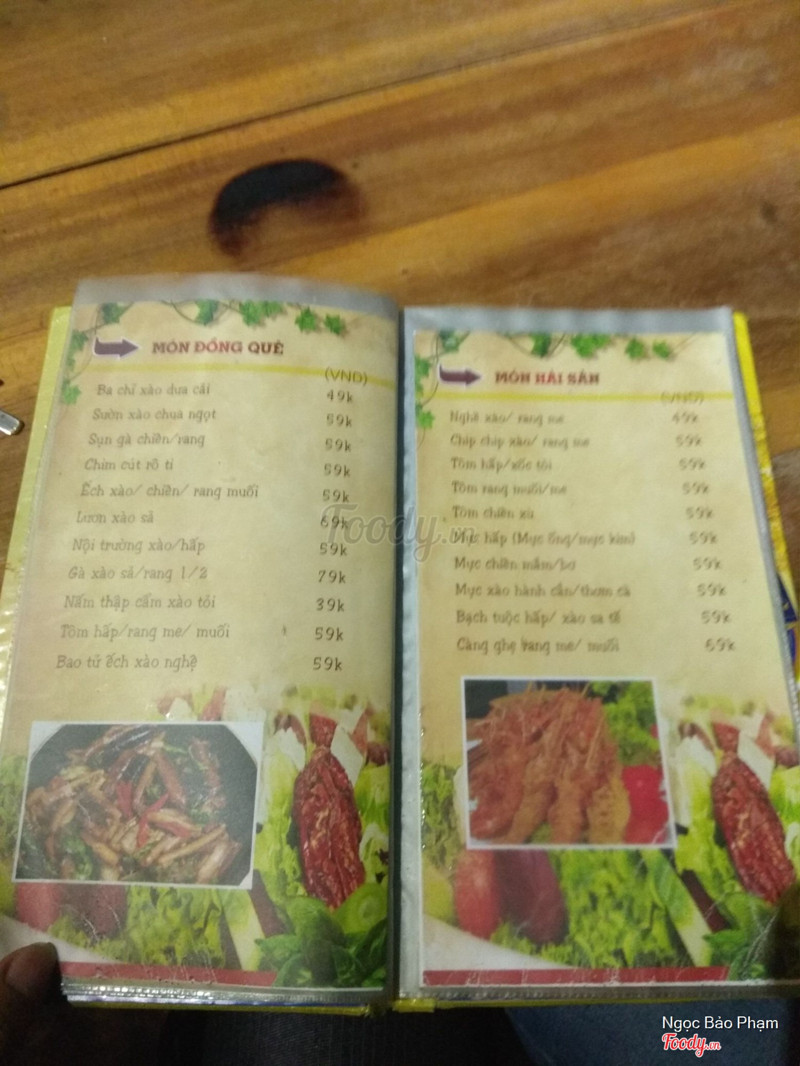 MÓN ĐỒNG QUÊ
(VND)
Ba chỉ xào dưa cải 49k
Sườn xào chua ngọt 59k
Sụn gà chiên/rang 59k
Chim cút rô ti 59k
Ếch xào/ chiên/ rang muối 59k
Lươn xào sả 69k
Nội trường xào/hấp 59k
Gà xào sả/rang 1/2 79k
Nấm thập cẩm xào tỏi 39k
Tôm hấp/rang me/ muối 59k
Bao tử ếch xào nghệ 59k
MÓN HẢI SẢN
(VND)
Nghê xào/ rang me 49k
Chíp chíp xào/ rang me 59k
Tôm hấp/xốc tỏi 59k
Tôm rang muối/me 59k
Tôm chiên xù 59k
Mực hấp (Mực ống/mực kim) 59k
Mực chiên mắm/bơ 59k
Mực xào hành cần/thơm cà 59k
Bạch tuộc hấp/ xào sa tế 59k
Càng ghẹ rang me/ muối 69k
Foody.vn
Ngọc Bảo Phạm
Foody.vn